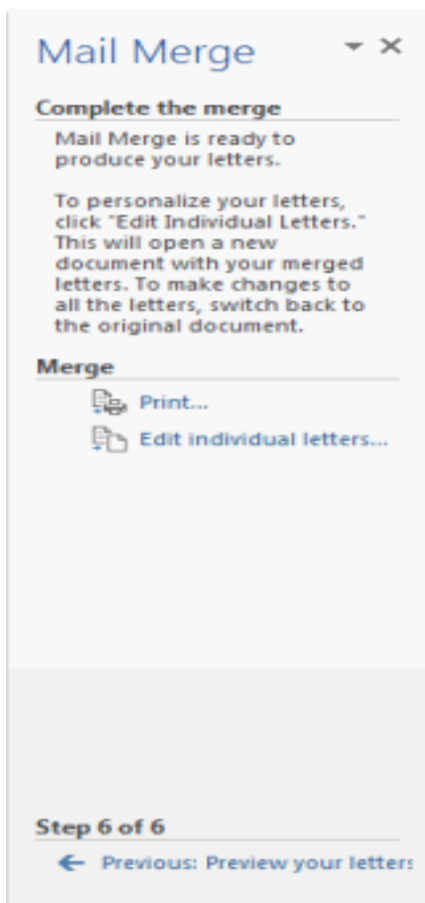 Mail Merge
Complete the merge
Mail Merge is ready to
produce your letters.
To personalize your letters,
click "Edit Individual Letters."
This will open a new
document with your merged
letters. To make changes to
all the letters, switch back to
the original document.
Merge
Print...
Edit individual letters...
Step 6 of 6
Previous: Preview your letters